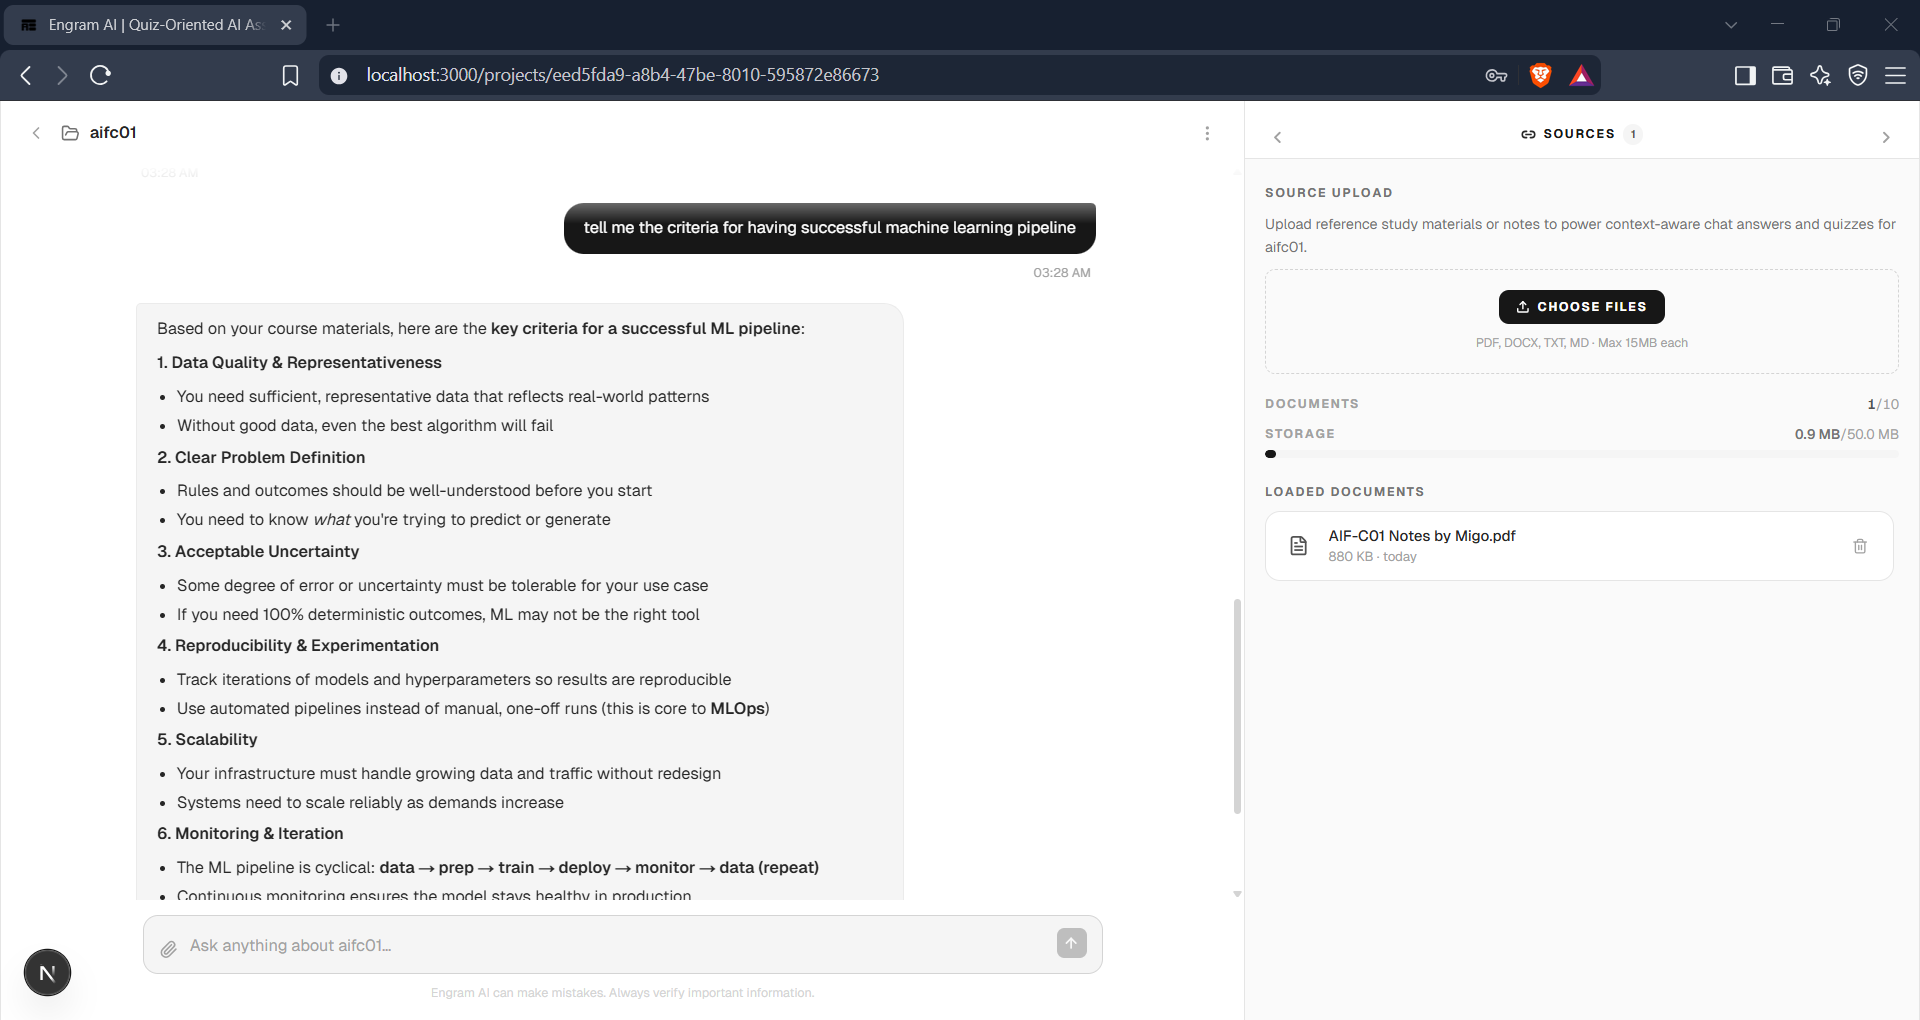 Engram AI | Quiz-Oriented AI As
localhost:3000/projects/eed5fda9-a8b4-47be-8010-595872e86673
aifc01
03:28 AM
tell me the criteria for having successful machine learning pipeline
03:28 AM
Based on your course materials, here are the key criteria for a successful ML pipeline:
1. Data Quality & Representativeness
• You need sufficient, representative data that reflects real-world patterns
• Without good data, even the best algorithm will fail
2. Clear Problem Definition
• Rules and outcomes should be well-understood before you start
• You need to know what you're trying to predict or generate
3. Acceptable Uncertainty
• Some degree of error or uncertainty must be tolerable for your use case
• If you need 100% deterministic outcomes, ML may not be the right tool
4. Reproducibility & Experimentation
• Track iterations of models and hyperparameters so results are reproducible
• Use automated pipelines instead of manual, one-off runs (this is core to MLOps)
5. Scalability
• Your infrastructure must handle growing data and traffic without redesign
• Systems need to scale reliably as demands increase
6. Monitoring & Iteration
• The ML pipeline is cyclical: data → prep → train → deploy → monitor → data (repeat)
• Continuous monitoring ensures the model stays healthy in production
Ask anything about aifc01...
N
Engram AI can make mistakes. Always verify important information.
SOURCES 1
SOURCE UPLOAD
Upload reference study materials or notes to power context-aware chat answers and quizzes for
aifc01.
CHOOSE FILES
PDF, DOCX, TXT, MD · Max 15MB each
DOCUMENTS 1/10
STORAGE 0.9 MB/50.0 MB
LOADED DOCUMENTS
AIF-C01 Notes by Migo.pdf
880 KB · today